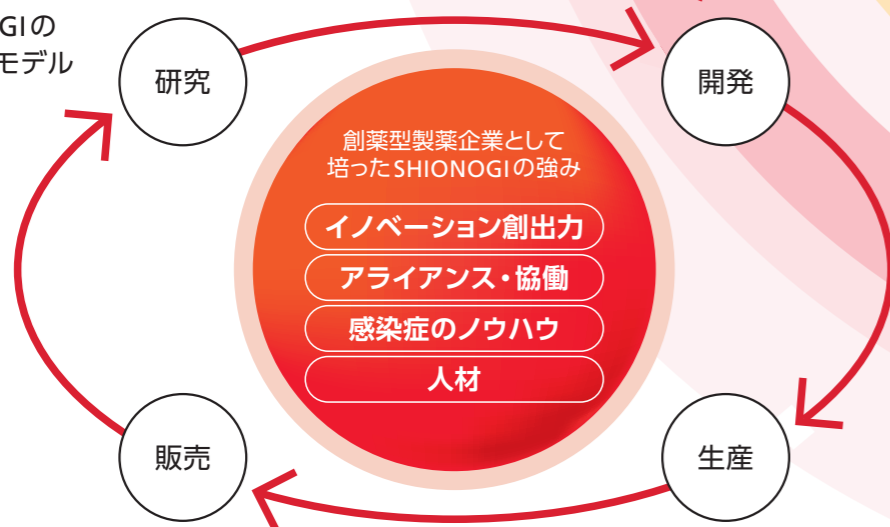 GIの
モデル
研究
開発
創薬型製薬企業として
培ったSHIONOGIの強み
イノベーション創出力
アライアンス・協働
感染症のノウハウ
人材
販売
生産